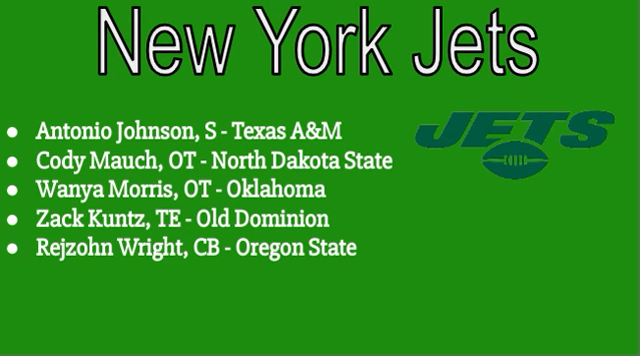 New York Jets
JETS
● Antonio Johnson, S - Texas A&M
● Cody Mauch, OT - North Dakota State
● Wanya Morris, OT - Oklahoma
● Zack Kuntz, TE - Old Dominion
● Rejzohn Wright, CB - Oregon State